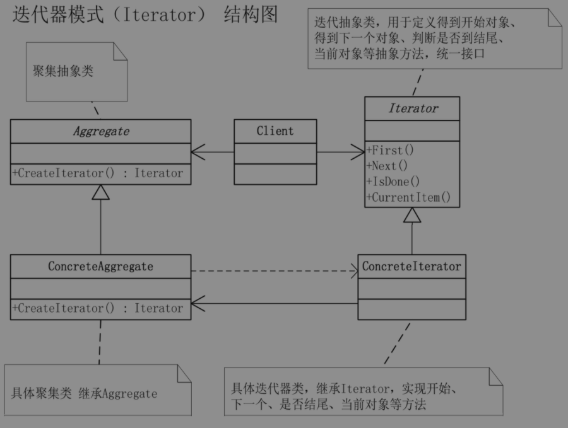 迭代器模式（Iterator） 结构图
迭代抽象类，用于定义得到开始对象、
得到下一个对象、判断是否到结尾、
当前对象等抽象方法，统一接口
聚集抽象类
Aggregate
+CreateIterator() : Iterator
Client
Iterator
+First()
+Next()
+IsDone()
+CurrentItem()
ConcreteAggregate
+CreateIterator() : Iterator
ConcreteIterator
具体聚集类 继承Aggregate
具体迭代器类，继承Iterator，实现开始、
下一个、是否结尾、当前对象等方法